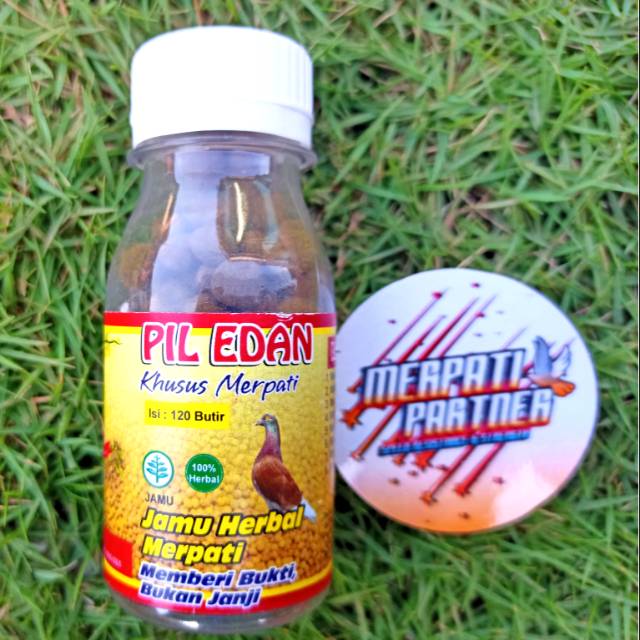 PIL EDAN
Khusus Merpati
Isi : 120 Butir
100%
Herbal
JAMU
Jamu Herbal
Merpati
Memberi Bukti,
Bukan Janji
MERPATI
PARTNER